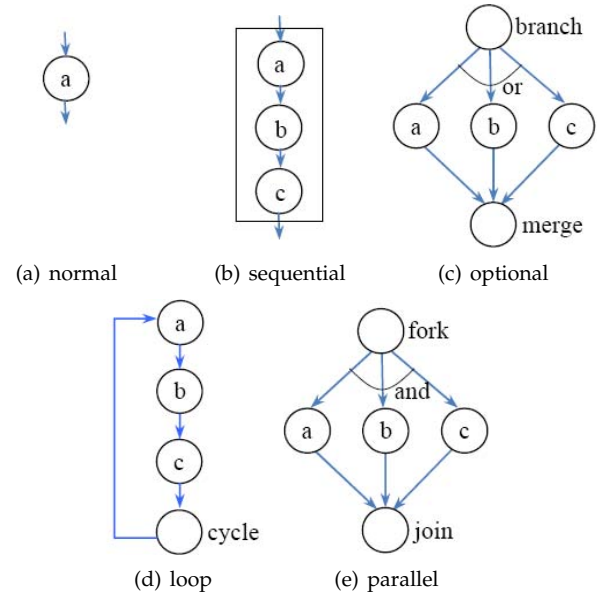 a
(a) normal
a
b
c
(b) sequential
branch
or
a b c
merge
(c) optional
a
b
c
cycle
(d) loop
fork
and
a b c
join
(e) parallel